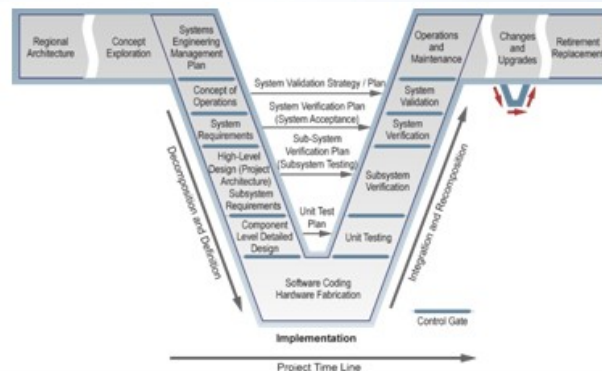 Regional
Architecture
Concept
Exploration
Systems
Engineering
Management
Plan
Operations
and
Maintenance
Changes
and
Upgrades
Retirement
Replacement
Concept of
Operations
System Validation Strategy / Plan
System
Validation
System
Requirements
System Verification Plan
(System Acceptance)
System
Verification
High-Level
Design (Project
Architecture)
Subsystem
Requirements
Sub-System
Verification Plan
(Subsystem Testing)
Subsystem
Verification
Component
Level Detailed
Design
Unit Test
Plan
Unit Testing
Decomposition and Definition
Integration and Recomposition
Software Coding
Hardware Fabrication
Control Gate
Implementation
Project Time Line